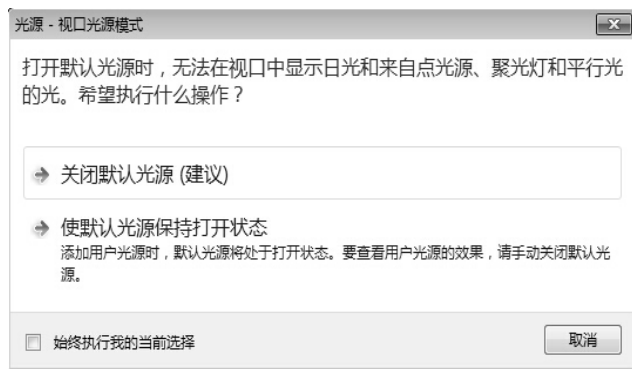 光源 - 视口光源模式
打开默认光源时，无法在视口中显示日光和来自点光源、聚光灯和平行光
的光。希望执行什么操作？
关闭默认光源 (建议)
使默认光源保持打开状态
添加用户光源时，默认光源将处于打开状态。要查看用户光源的效果，请手动关闭默认光
源。
始终执行我的当前选择
取消